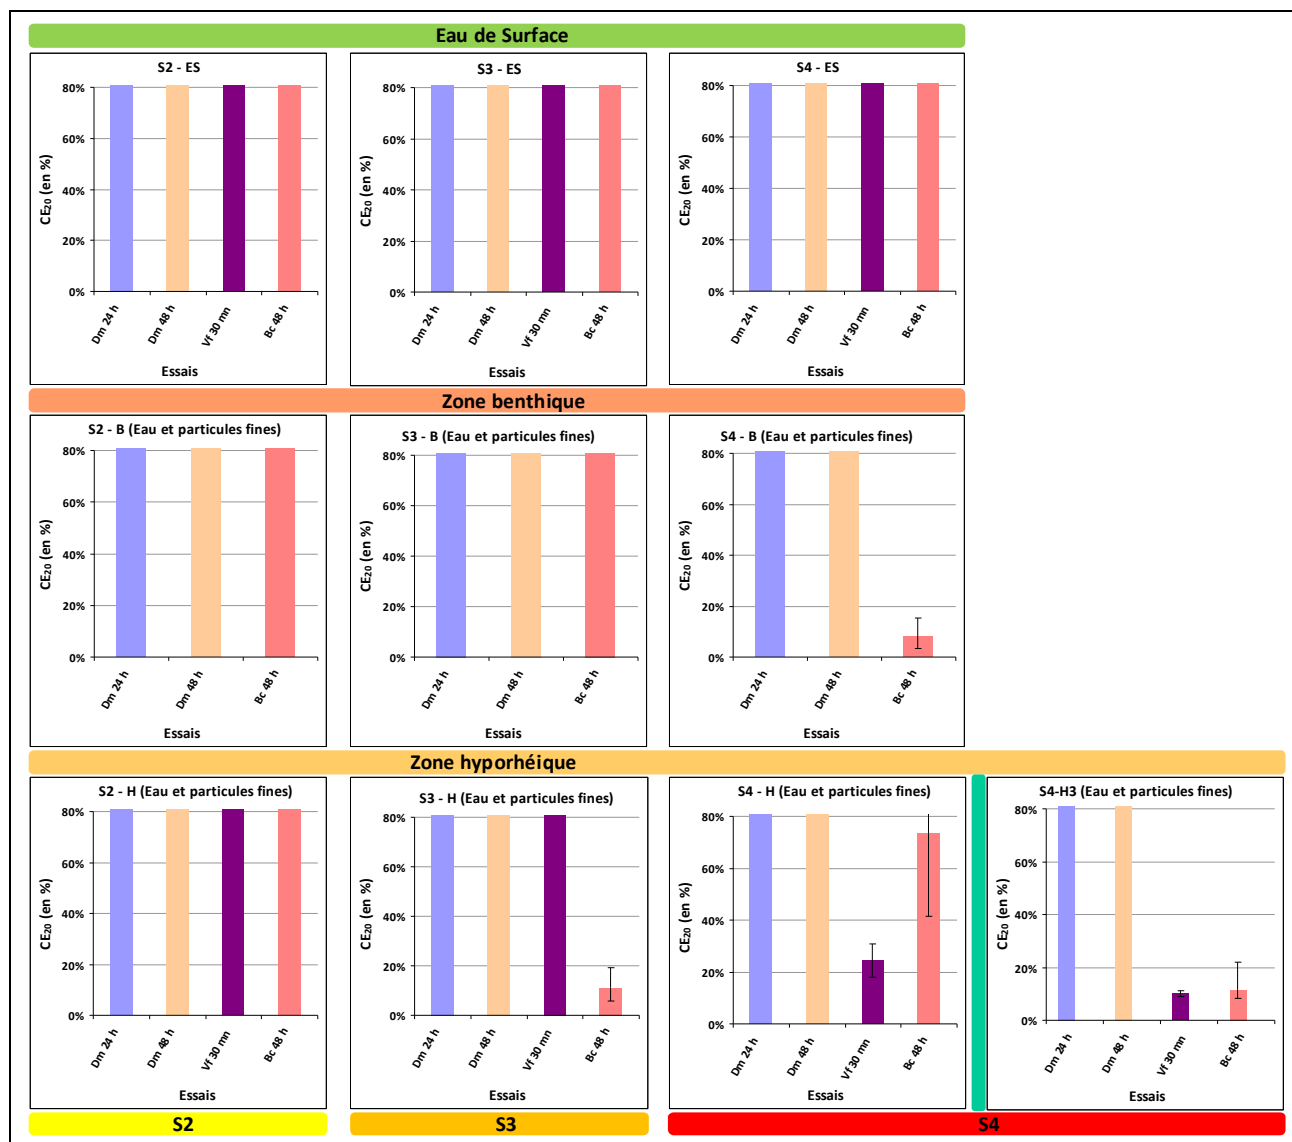 Eau de Surface
S2 - ES
CE20 (en %)
80%
60%
40%
20%
0%
Dm 24 h
Dm 48 h
Vf 30 mn
Bc 48 h
Essais
S3 - ES
CE20 (en %)
80%
60%
40%
20%
0%
Dm 24 h
Dm 48 h
Vf 30 mn
Bc 48 h
Essais
S4 - ES
CE20 (en %)
80%
60%
40%
20%
0%
Dm 24 h
Dm 48 h
Vf 30 mn
Bc 48 h
Essais
Zone benthique
S2 - B (Eau et particules fines)
CE20 (en %)
80%
60%
40%
20%
0%
Dm 24 h
Dm 48 h
Bc 48 h
Essais
S3 - B (Eau et particules fines)
CE20 (en %)
80%
60%
40%
20%
0%
Dm 24 h
Dm 48 h
Bc 48 h
Essais
S4 - B (Eau et particules fines)
CE20 (en %)
80%
60%
40%
20%
0%
Dm 24 h
Dm 48 h
Bc 48 h
Essais
Zone hyporhéique
S2 - H (Eau et particules fines)
CE20 (en %)
80%
60%
40%
20%
0%
Dm 24 h
Dm 48 h
Vf 30 mn
Bc 48 h
Essais
S3 - H (Eau et particules fines)
CE20 (en %)
80%
60%
40%
20%
0%
Dm 24 h
Dm 48 h
Vf 30 mn
Bc 48 h
Essais
S4 - H (Eau et particules fines)
CE20 (en %)
80%
60%
40%
20%
0%
Dm 24 h
Dm 48 h
Vf 30 mn
Bc 48 h
Essais
S4-H3 (Eau et particules fines)
CE20 (en %)
80%
60%
40%
20%
0%
Dm 24 h
Dm 48 h
Vf 30 mn
Bc 48 h
Essais
S2
S3
S4